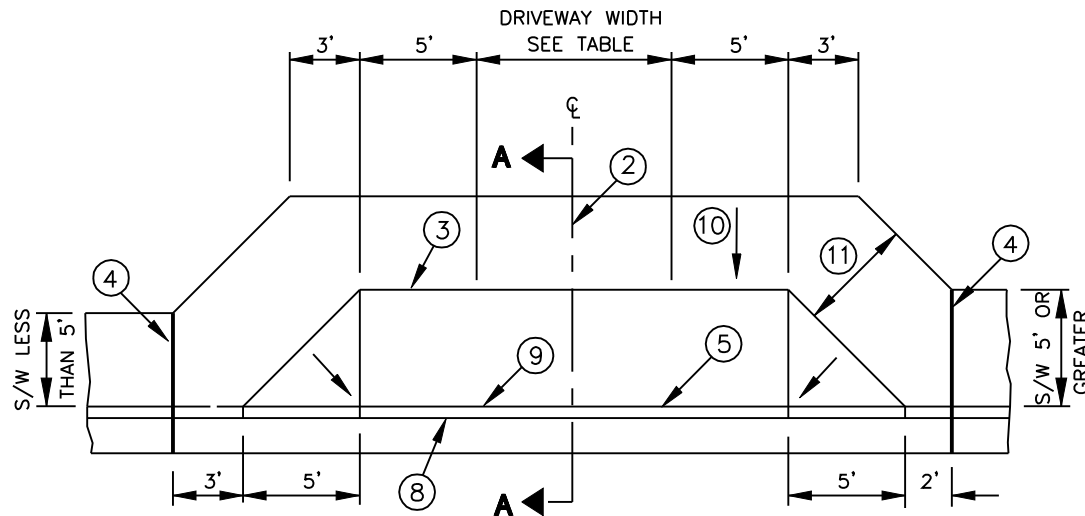 DRIVEWAY WIDTH
SEE TABLE
3'
5'
5'
3'
℄
A
2
10
3
11
4
4
S/W LESS
THAN 5'
S/W 5' OR
GREATER
9
5
3'
5'
8
A
5'
2'